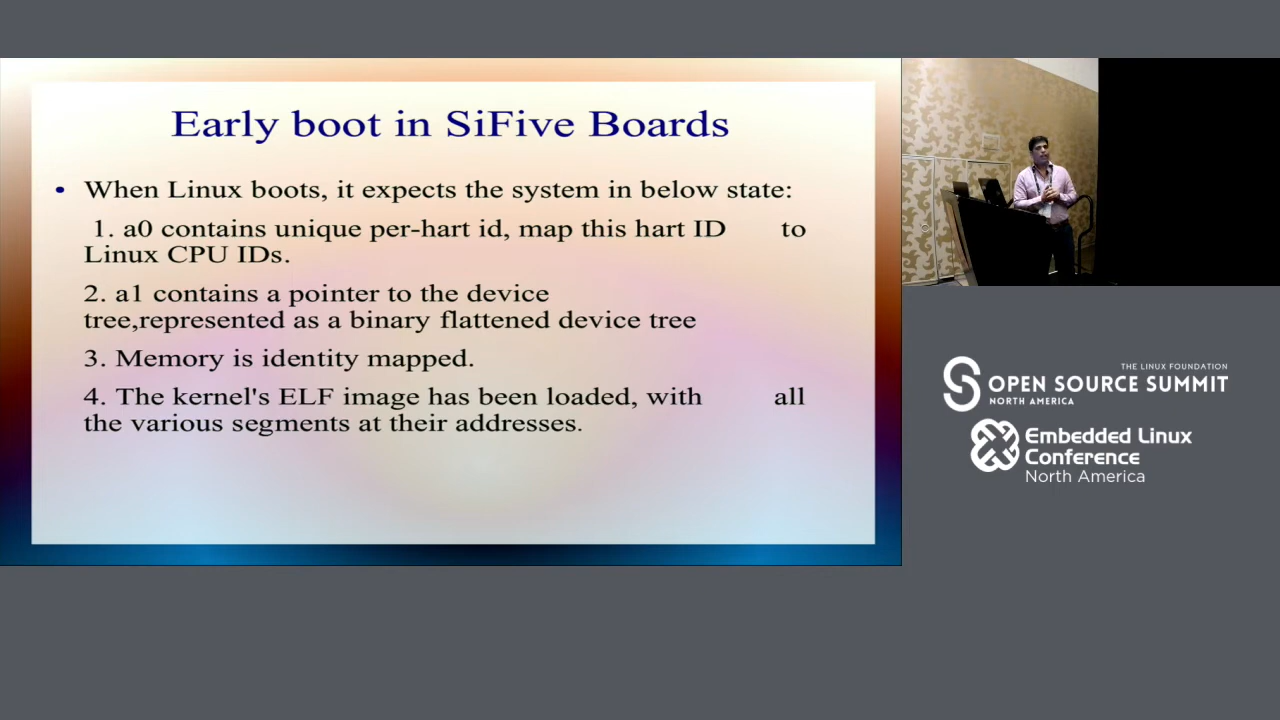 Early boot in SiFive Boards
• When Linux boots, it expects the system in below state:
1. a0 contains unique per-hart id, map this hart ID to
Linux CPU IDs.
2. a1 contains a pointer to the device
tree,represented as a binary flattened device tree
3. Memory is identity mapped.
4. The kernel's ELF image has been loaded, with all
the various segments at their addresses.
THE LINUX FOUNDATION
OPEN SOURCE SUMMIT
NORTH AMERICA
Embedded Linux
Conference
North America